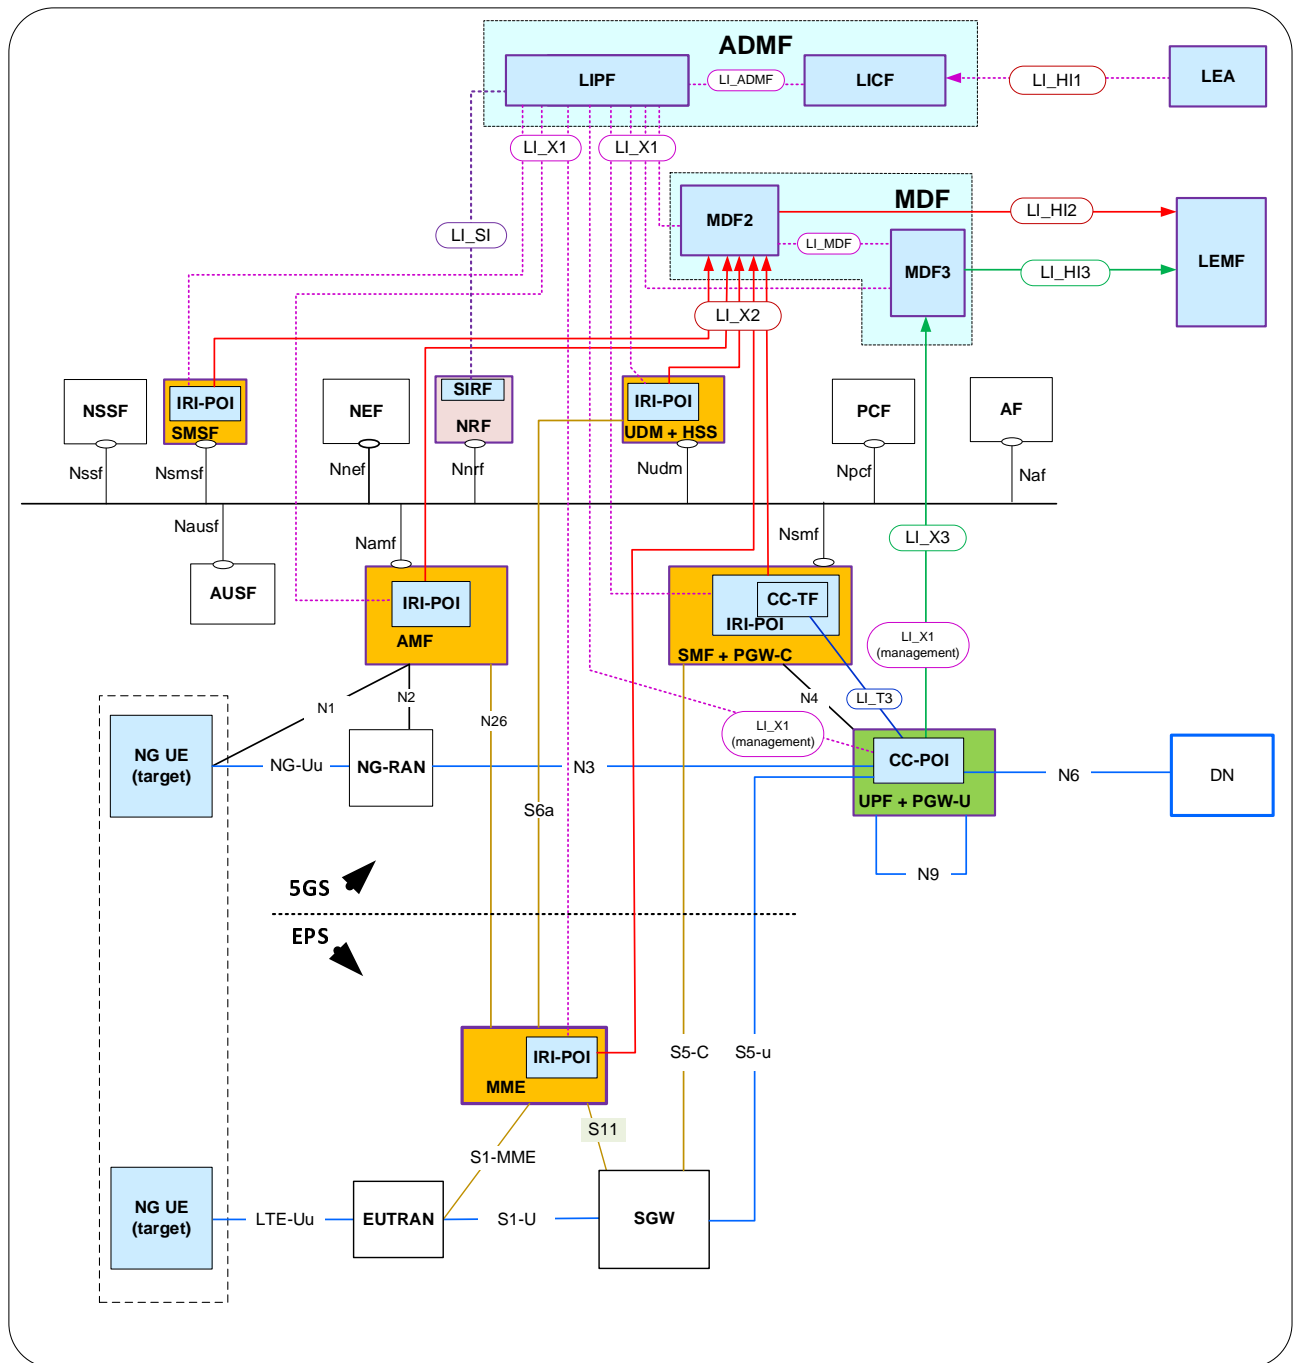 ADMF
LIPF
LI_ADMF
LICF
LI_HI1
LEA
LI_X1
LI_X1
MDF
MDF2
LI_HI2
LI_SI
LI_MDF
MDF3
LI_HI3
LEMF
LI_X2
NSSF
IRI-POI
SMSF
NEF
SIRF
NRF
IRI-POI
UDM + HSS
PCF
AF
Nssf
Nsmsf
Nnef
Nnrf
Nudm
Npcf
Naf
Nausf
Namf
Nsmf
LI_X3
AUSF
IRI-POI
AMF
CC-TF
IRI-POI
SMF + PGW-C
LI_X1
(management)
N1
N2
N26
N4
LI_T3
LI_X1
(management)
NG UE
(target)
NG-Uu
NG-RAN
N3
CC-POI
UPF + PGW-U
N6
DN
S6a
N9
5GS
EPS
IRI-POI
MME
S5-C
S5-u
S11
S1-MME
NG UE
(target)
LTE-Uu
EUTRAN
S1-U
SGW